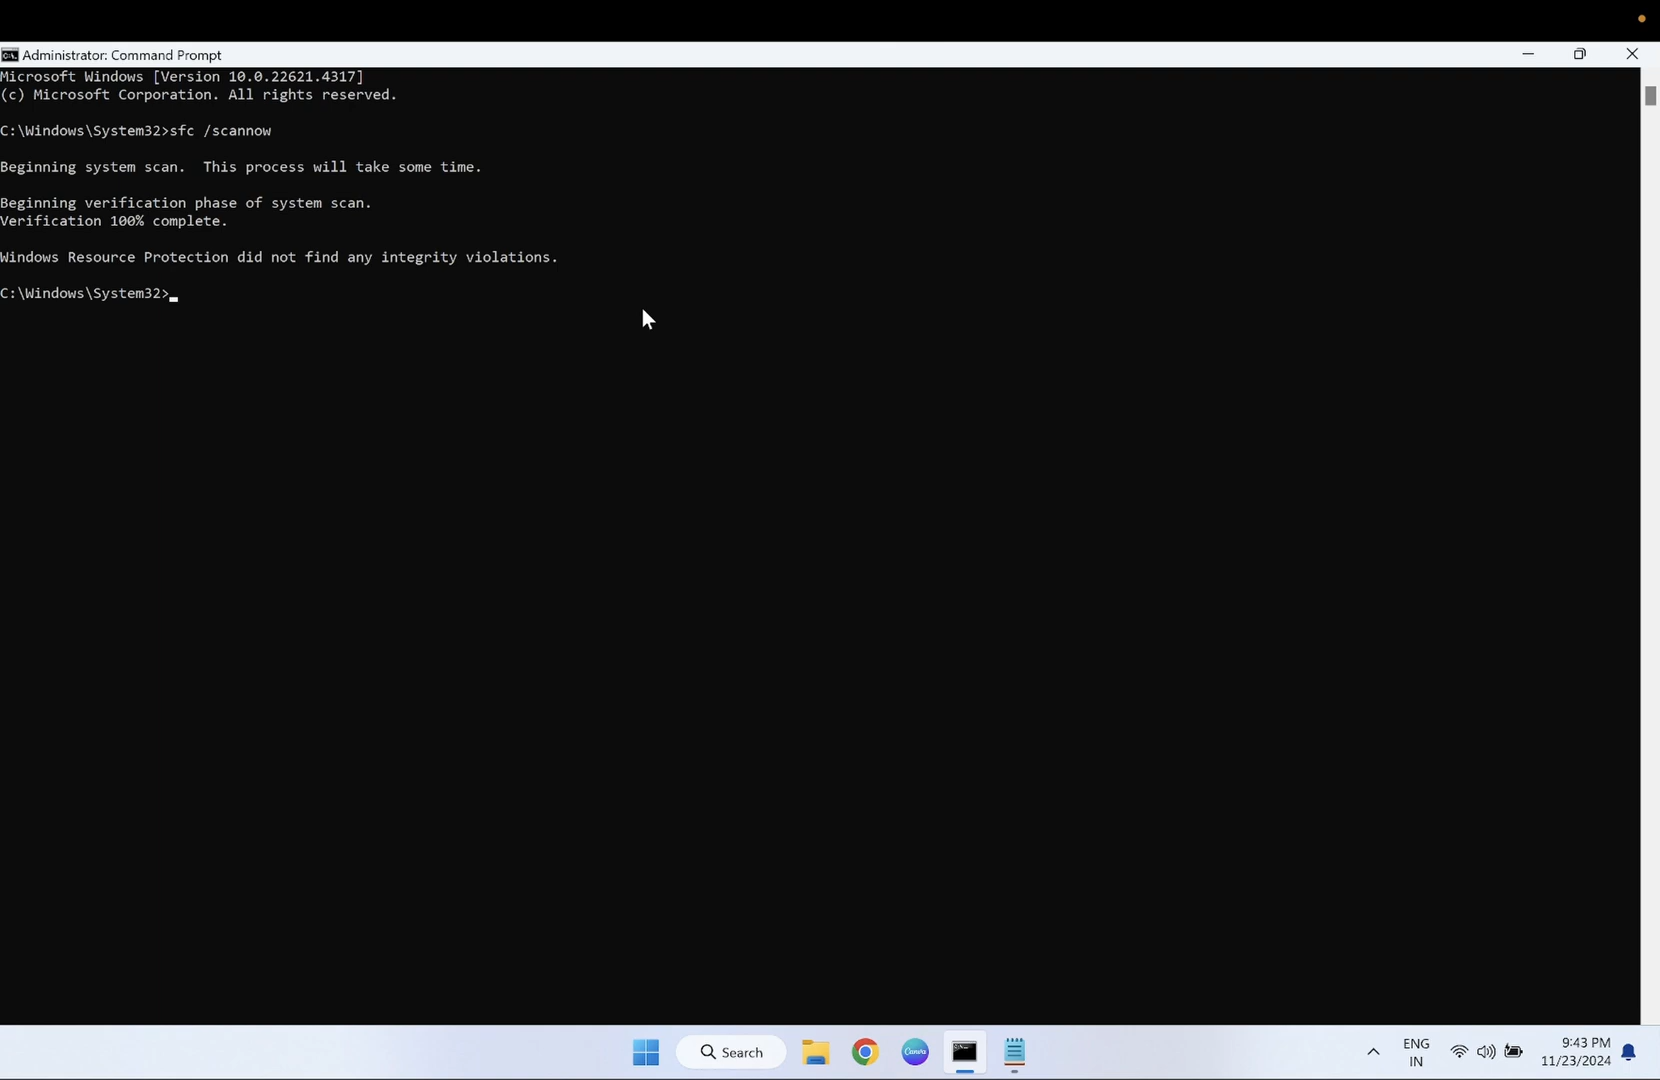 Administrator: Command Prompt
Microsoft Windows [Version 10.0.22621.4317]
(c) Microsoft Corporation. All rights reserved.
C:\Windows\System32>sfc /scannow
Beginning system scan.  This process will take some time.
Beginning verification phase of system scan.
Verification 100% complete.
Windows Resource Protection did not find any integrity violations.
C:\Windows\System32>
Search
Canva
ENG
IN
9:43 PM
11/23/2024